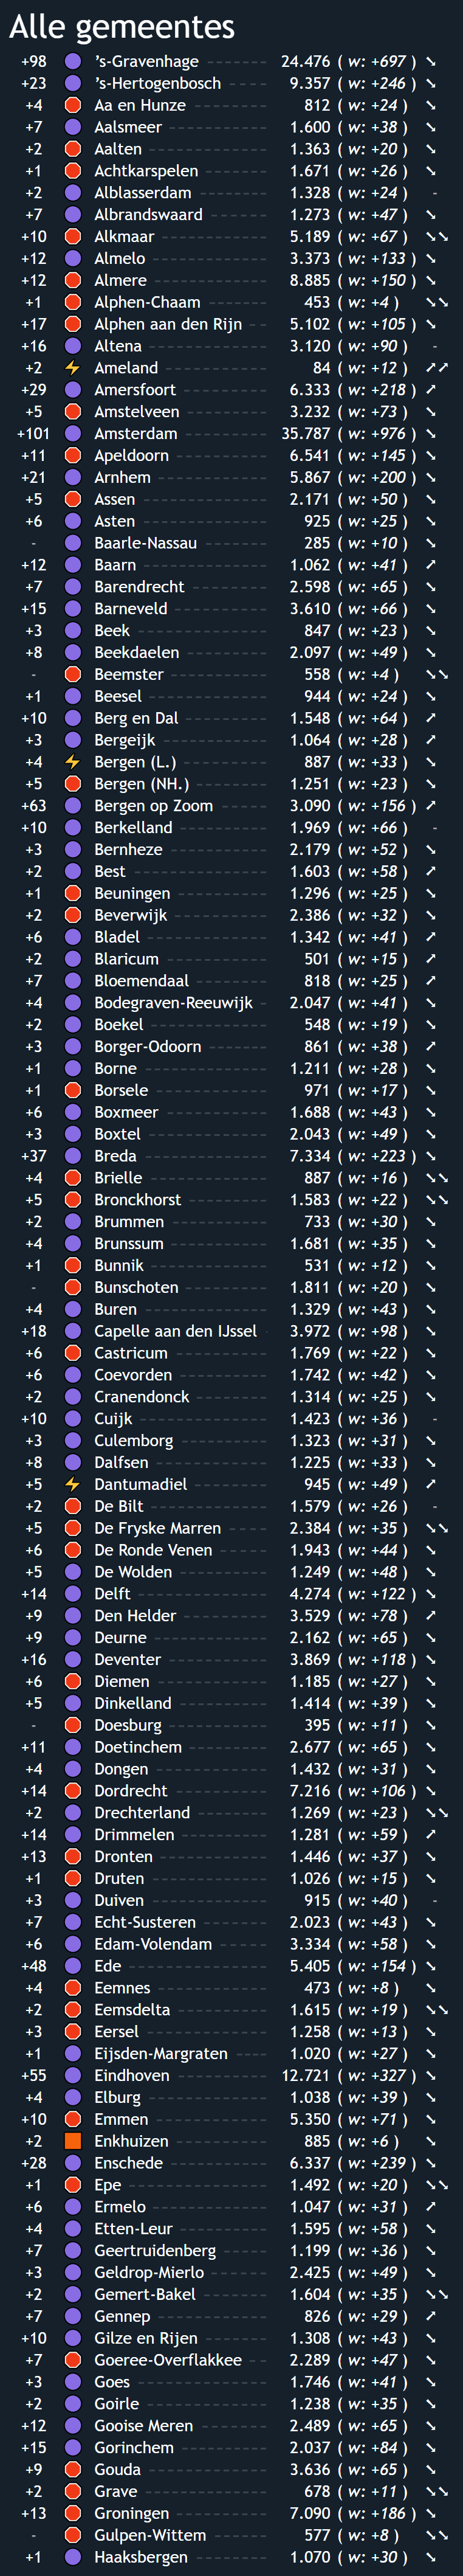 Alle gemeentes
+98 ’s-Gravenhage 24.476 ( w: +697 ) ↘
+23 ’s-Hertogenbosch 9.357 ( w: +246 ) ↘
+4 Aa en Hunze 812 ( w: +24 ) ↘
+7 Aalsmeer 1.600 ( w: +38 ) ↘
+2 Aalten 1.363 ( w: +20 ) ↘
+1 Achtkarspelen 1.671 ( w: +26 ) ↘
+2 Alblasserdam 1.328 ( w: +24 ) -
+7 Albrandswaard 1.273 ( w: +47 ) ↘
+10 Alkmaar 5.189 ( w: +67 ) ↘↘
+12 Almelo 3.373 ( w: +133 ) ↘
+12 Almere 8.885 ( w: +150 ) ↘
+1 Alphen-Chaam 453 ( w: +4 ) ↘↘
+17 Alphen aan den Rijn 5.102 ( w: +105 ) ↘
+16 Altena 3.120 ( w: +90 ) -
+2 Ameland 84 ( w: +12 ) ↗↗
+29 Amersfoort 6.333 ( w: +218 ) ↗
+5 Amstelveen 3.232 ( w: +73 ) ↘
+101 Amsterdam 35.787 ( w: +976 ) ↘
+11 Apeldoorn 6.541 ( w: +145 ) ↘
+21 Arnhem 5.867 ( w: +200 ) ↘
+5 Assen 2.171 ( w: +50 ) ↘
+6 Asten 925 ( w: +25 ) ↘
- Baarle-Nassau 285 ( w: +10 ) ↘
+12 Baarn 1.062 ( w: +41 ) ↗
+7 Barendrecht 2.598 ( w: +65 ) ↘
+15 Barneveld 3.610 ( w: +66 ) ↘
+3 Beek 847 ( w: +23 ) ↘
+8 Beekdaelen 2.097 ( w: +49 ) ↘
- Beemster 558 ( w: +4 ) ↘↘
+1 Beesel 944 ( w: +24 ) ↘
+10 Berg en Dal 1.548 ( w: +64 ) ↗
+3 Bergeijk 1.064 ( w: +28 ) ↗
+4 Bergen (L.) 887 ( w: +33 ) ↘
+5 Bergen (NH.) 1.251 ( w: +23 ) ↘
+63 Bergen op Zoom 3.090 ( w: +156 ) ↗
+10 Berkelland 1.969 ( w: +66 ) -
+3 Bernheze 2.179 ( w: +52 ) ↘
+2 Best 1.603 ( w: +58 ) ↗
+1 Beuningen 1.296 ( w: +25 ) ↘
+2 Beverwijk 2.386 ( w: +32 ) ↘
+6 Bladel 1.342 ( w: +41 ) ↗
+2 Blaricum 501 ( w: +15 ) ↗
+7 Bloemendaal 818 ( w: +25 ) ↗
+4 Bodegraven-Reeuwijk 2.047 ( w: +41 ) ↘
+2 Boekel 548 ( w: +19 ) ↘
+3 Borger-Odoorn 861 ( w: +38 ) ↗
+1 Borne 1.211 ( w: +28 ) ↘
+1 Borsele 971 ( w: +17 ) ↘
+6 Boxmeer 1.688 ( w: +43 ) ↘
+3 Boxtel 2.043 ( w: +49 ) ↘
+37 Breda 7.334 ( w: +223 ) ↘
+4 Brielle 887 ( w: +16 ) ↘↘
+5 Bronckhorst 1.583 ( w: +22 ) ↘↘
+2 Brummen 733 ( w: +30 ) ↘
+4 Brunssum 1.681 ( w: +35 ) ↘
+1 Bunnik 531 ( w: +12 ) ↘
- Bunschoten 1.811 ( w: +20 ) ↘
+4 Buren 1.329 ( w: +43 ) ↘
+18 Capelle aan den IJssel 3.972 ( w: +98 ) ↘
+6 Castricum 1.769 ( w: +22 ) ↘
+6 Coevorden 1.742 ( w: +42 ) ↘
+2 Cranendonck 1.314 ( w: +25 ) ↘
+10 Cuijk 1.423 ( w: +36 ) -
+3 Culemborg 1.323 ( w: +31 ) ↘
+8 Dalfsen 1.225 ( w: +33 ) ↘
+5 Dantumadiel 945 ( w: +49 ) ↗
+2 De Bilt 1.579 ( w: +26 ) -
+5 De Fryske Marren 2.384 ( w: +35 ) ↘↘
+6 De Ronde Venen 1.943 ( w: +44 ) ↘
+5 De Wolden 1.249 ( w: +48 ) ↘
+14 Delft 4.274 ( w: +122 ) ↘
+9 Den Helder 3.529 ( w: +78 ) ↗
+9 Deurne 2.162 ( w: +65 ) ↘
+16 Deventer 3.869 ( w: +118 ) ↘
+6 Diemen 1.185 ( w: +27 ) ↘
+5 Dinkelland 1.414 ( w: +39 ) ↘
- Doesburg 395 ( w: +11 ) ↘
+11 Doetinchem 2.677 ( w: +65 ) ↘
+4 Dongen 1.432 ( w: +31 ) ↘
+14 Dordrecht 7.216 ( w: +106 ) ↘
+2 Drechterland 1.269 ( w: +23 ) ↘↘
+14 Drimmelen 1.281 ( w: +59 ) ↗
+13 Dronten 1.446 ( w: +37 ) ↘
+1 Druten 1.026 ( w: +15 ) ↘
+3 Duiven 915 ( w: +40 ) -
+7 Echt-Susteren 2.023 ( w: +43 ) ↘
+6 Edam-Volendam 3.334 ( w: +58 ) ↘
+48 Ede 5.405 ( w: +154 ) ↘
+4 Eemnes 473 ( w: +8 ) ↘
+2 Eemsdelta 1.615 ( w: +19 ) ↘↘
+3 Eersel 1.258 ( w: +13 ) ↘
+1 Eijsden-Margraten 1.020 ( w: +27 ) ↘
+55 Eindhoven 12.721 ( w: +327 ) ↘
+4 Elburg 1.038 ( w: +39 ) ↘
+10 Emmen 5.350 ( w: +71 ) ↘
+2 Enkhuizen 885 ( w: +6 ) ↘
+28 Enschede 6.337 ( w: +239 ) ↘
+1 Epe 1.492 ( w: +20 ) ↘↘
+6 Ermelo 1.047 ( w: +31 ) ↗
+4 Etten-Leur 1.595 ( w: +58 ) ↘
+7 Geertruidenberg 1.199 ( w: +36 ) ↘
+3 Geldrop-Mierlo 2.425 ( w: +49 ) ↘
+2 Gemert-Bakel 1.604 ( w: +35 ) ↘↘
+7 Gennep 826 ( w: +29 ) ↗
+10 Gilze en Rijen 1.308 ( w: +43 ) ↘
+7 Goeree-Overflakkee 2.289 ( w: +47 ) ↘
+3 Goes 1.746 ( w: +41 ) ↘
+2 Goirle 1.238 ( w: +35 ) ↘
+12 Gooise Meren 2.489 ( w: +65 ) ↘
+15 Gorinchem 2.037 ( w: +84 ) ↘
+9 Gouda 3.636 ( w: +65 ) ↘
+2 Grave 678 ( w: +11 ) ↘↘
+13 Groningen 7.090 ( w: +186 ) ↘
- Gulpen-Wittem 577 ( w: +8 ) ↘↘
+1 Haaksbergen 1.070 ( w: +30 ) ↘